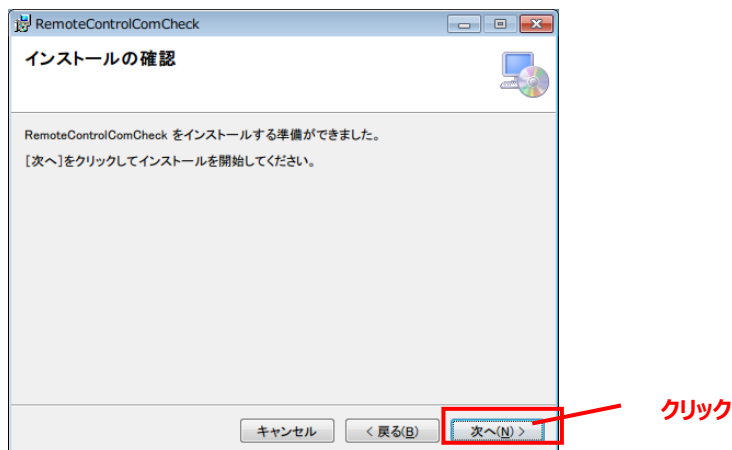 RemoteControlComCheck
インストールの確認
RemoteControlComCheck をインストールする準備ができました。
[次へ]をクリックしてインストールを開始してください。
キャンセル
< 戻る(B)
次へ(N) >
クリック